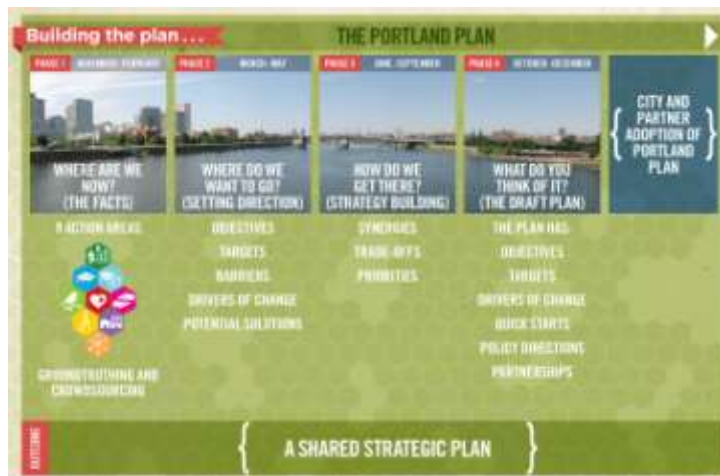 Building the plan...
THE PORTLAND PLAN
PHASE 1 NOVEMBER-FEBRUARY
PHASE 2 MARCH-MAY
PHASE 3 JUNE-SEPTEMBER
PHASE 4 OCTOBER-DECEMBER
WHERE ARE WE
NOW?
(THE FACTS)
WHERE DO WE
WANT TO GO?
(SETTING DIRECTION)
HOW DO WE
GET THERE?
(STRATEGY BUILDING)
WHAT DO YOU
THINK OF IT?
(THE DRAFT PLAN)
{ CITY AND
PARTNER
ADOPTION OF
PORTLAND
PLAN }
9 ACTION AREAS
GROUNDTRUTHING AND
CROWDSOURCING
OBJECTIVES
TARGETS
BARRIERS
DRIVERS OF CHANGE
POTENTIAL SOLUTIONS
SYNERGIES
TRADE-OFFS
PRIORITIES
THE PLAN HAS:
OBJECTIVES
TARGETS
DRIVERS OF CHANGE
QUICK STARTS
POLICY DIRECTIONS
PARTNERSHIPS
OUTCOME
{ A SHARED STRATEGIC PLAN }